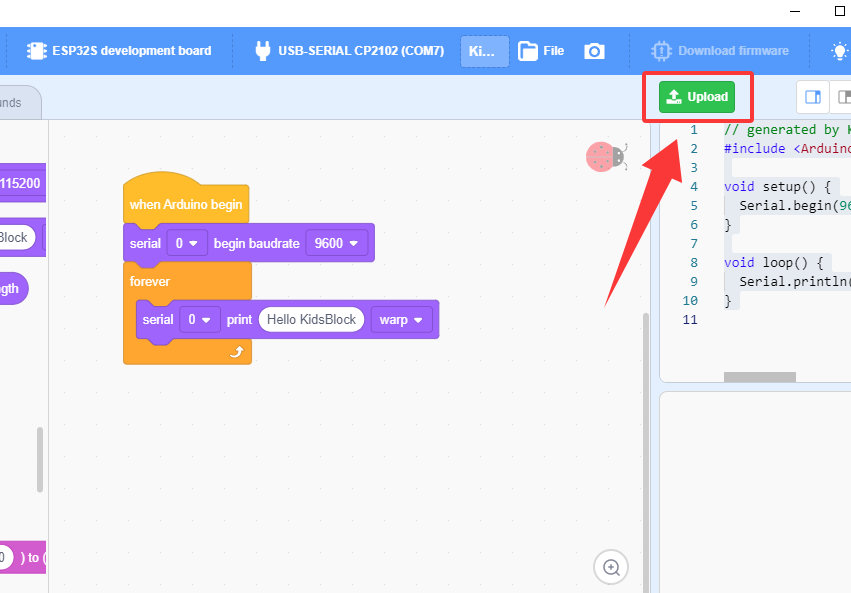 ESP32S development board
USB-SERIAL CP2102 (COM7)
Ki...
File
Download firmware
unds
Upload
115200
Block
gth
0
) to (
when Arduino begin
serial 0 begin baudrate 9600
forever
serial 0 print Hello KidsBlock warp
1 // generated by K
2 #include <Arduino
3
4 void setup() {
5 Serial.begin(96
6 }
7
8 void loop() {
9 Serial.println(
10 }
11